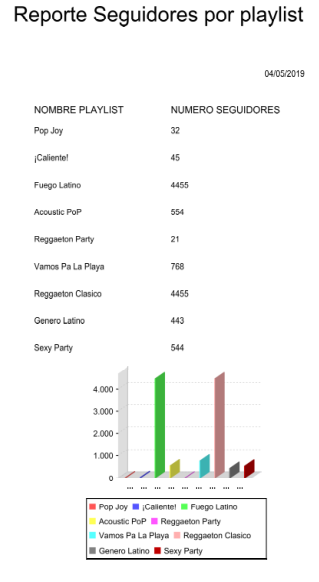 Reporte Seguidores por playlist
04/05/2019
NOMBRE PLAYLIST NUMERO SEGUIDORES
Pop Joy 32
¡Caliente! 45
Fuego Latino 4455
Acoustic PoP 554
Reggaeton Party 21
Vamos Pa La Playa 768
Reggaeton Clasico 4455
Genero Latino 443
Sexy Party 544
4.000
3.000
2.000
1.000
0
... ... ... ... ... ... ... ...
Pop Joy ¡Caliente! Fuego Latino
Acoustic PoP Reggaeton Party
Vamos Pa La Playa Reggaeton Clasico
Genero Latino Sexy Party